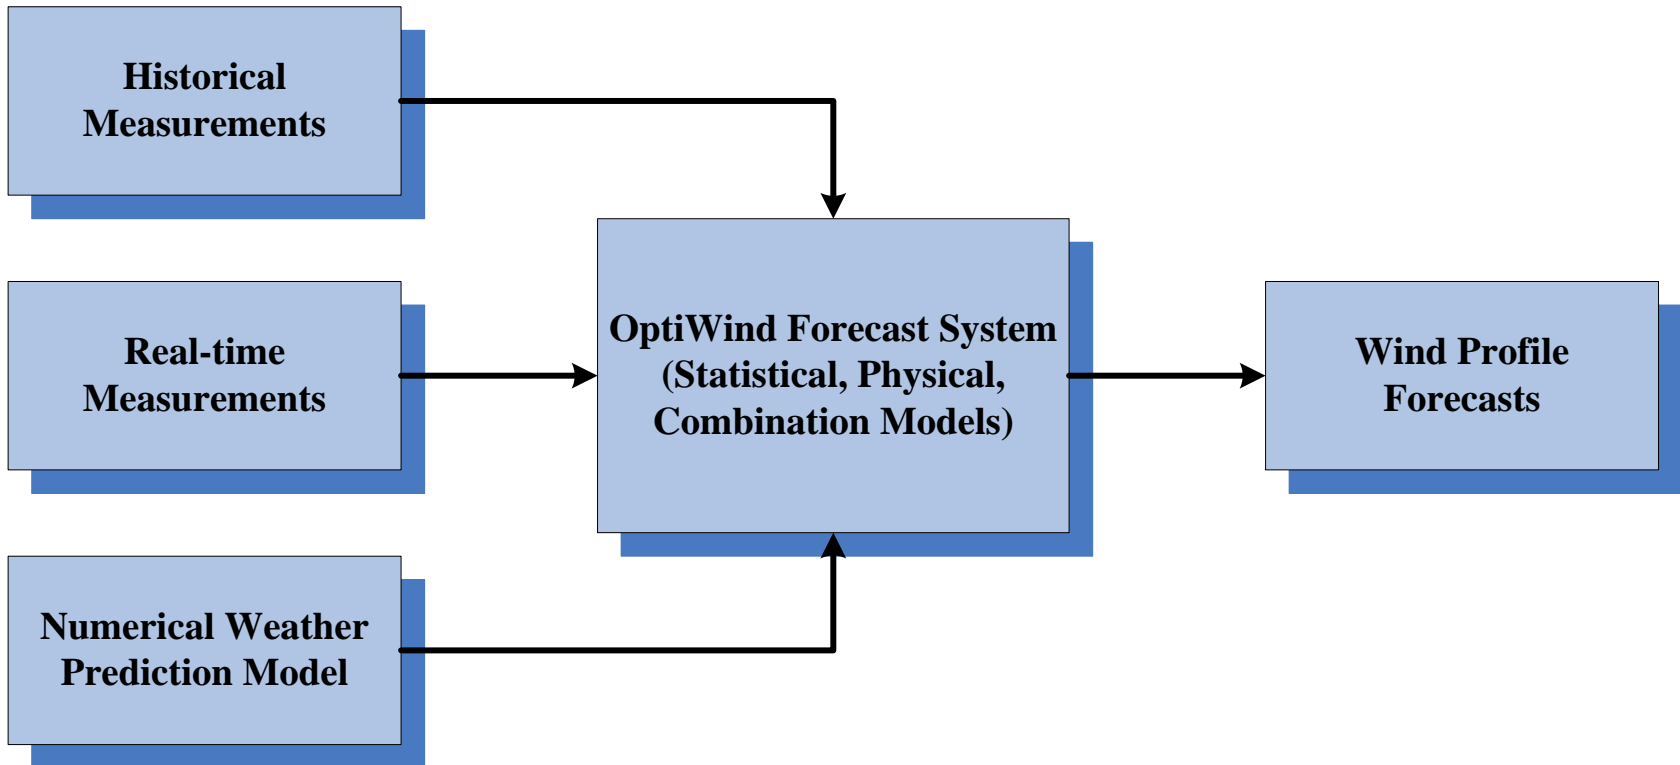 Historical
Measurements
Real-time
Measurements
Numerical Weather
Prediction Model
OptiWind Forecast System
(Statistical, Physical,
Combination Models)
Wind Profile
Forecasts